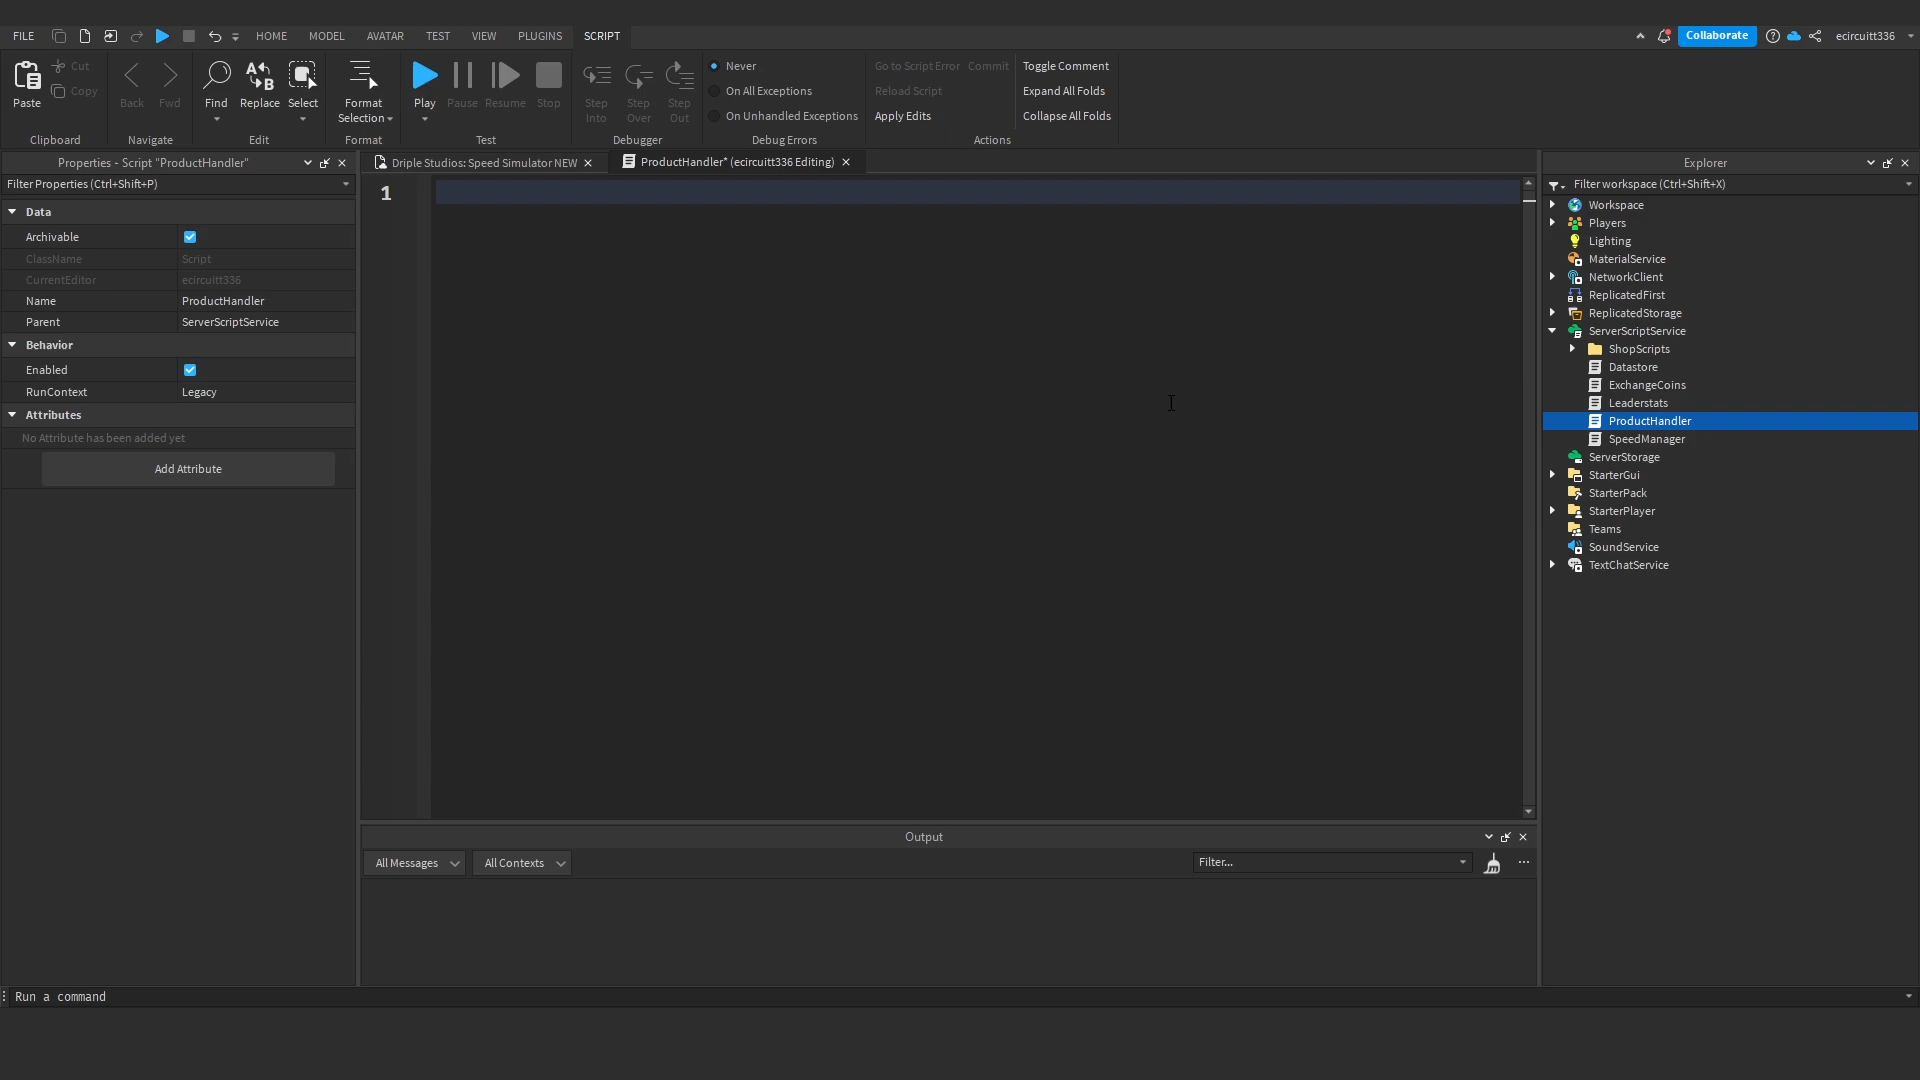 FILE HOME MODEL AVATAR TEST VIEW PLUGINS SCRIPT Collaborate ecircuitt336
Paste Cut Copy Back Fwd Find Replace Select Format Selection Play Pause Resume Stop Step Into Step Over Step Out
Never Go to Script Error Commit Toggle Comment
On All Exceptions Reload Script Expand All Folds
On Unhandled Exceptions Apply Edits Collapse All Folds
Clipboard Navigate Edit Format Test Debugger Debug Errors Actions
Properties - Script "ProductHandler"
Filter Properties (Ctrl+Shift+P)
Data
Archivable
ClassName Script
CurrentEditor ecircuitt336
Name ProductHandler
Parent ServerScriptService
Behavior
Enabled
RunContext Legacy
Attributes
No Attribute has been added yet
Add Attribute
Driple Studios: Speed Simulator NEW ProductHandler* (ecircuitt336 Editing)
1
Output
All Messages All Contexts Filter...
Explorer
Filter workspace (Ctrl+Shift+X)
Workspace
Players
Lighting
MaterialService
NetworkClient
ReplicatedFirst
ReplicatedStorage
ServerScriptService
ShopScripts
Datastore
ExchangeCoins
Leaderstats
ProductHandler
SpeedManager
ServerStorage
StarterGui
StarterPack
StarterPlayer
Teams
SoundService
TextChatService
Run a command